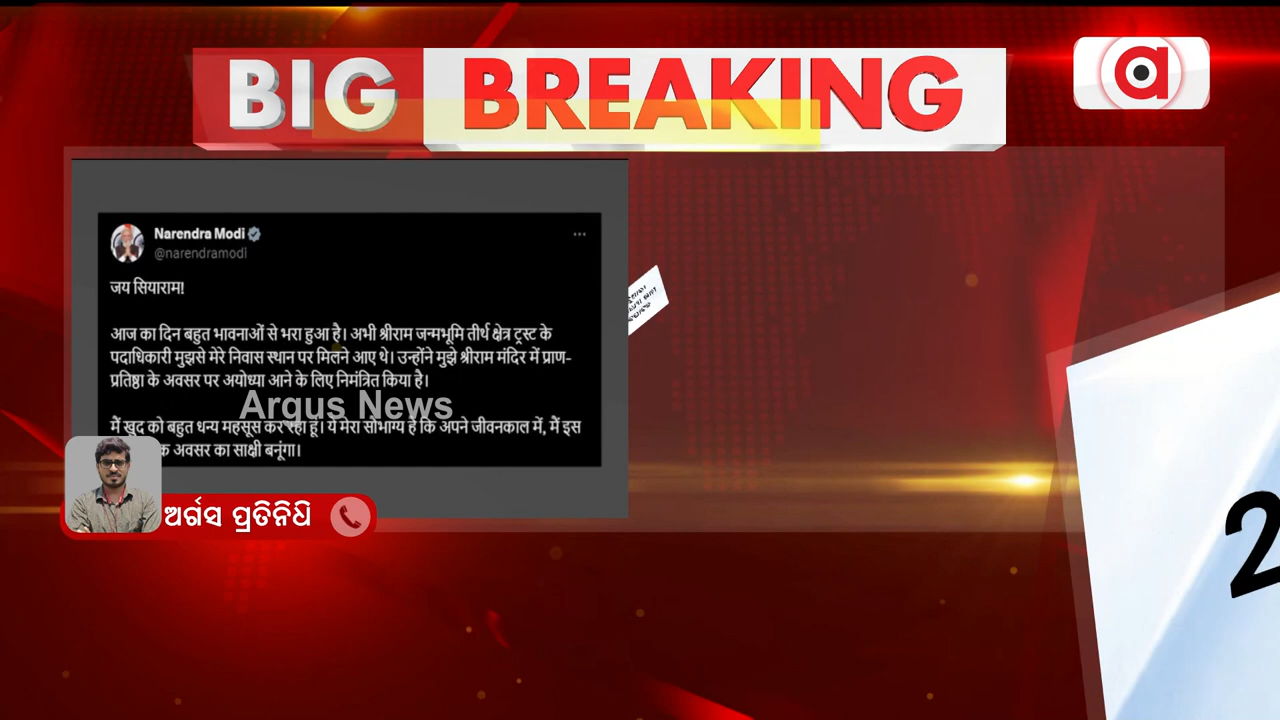 BIG BREAKING
a
Narendra Modi
@narendramodi
जय सियाराम!
आज का दिन बहुत भावनाओं से भरा हुआ है। अभी श्रीराम जन्मभूमि तीर्थ क्षेत्र ट्रस्ट के
पदाधिकारी मुझसे मेरे निवास स्थान पर मिलने आए थे। उन्होंने मुझे श्रीराम मंदिर में प्राण-
प्रतिष्ठा के अवसर पर अयोध्या आने के लिए निमंत्रित किया है।
Argus News
मैं खुद को बहुत धन्य महसूस कर रहा हूं। ये मेरा सौभाग्य है कि अपने जीवनकाल में, मैं इस
अवसर का साक्षी बनूंगा।
ଅର୍ଗସ ପ୍ରତିନିଧି
2